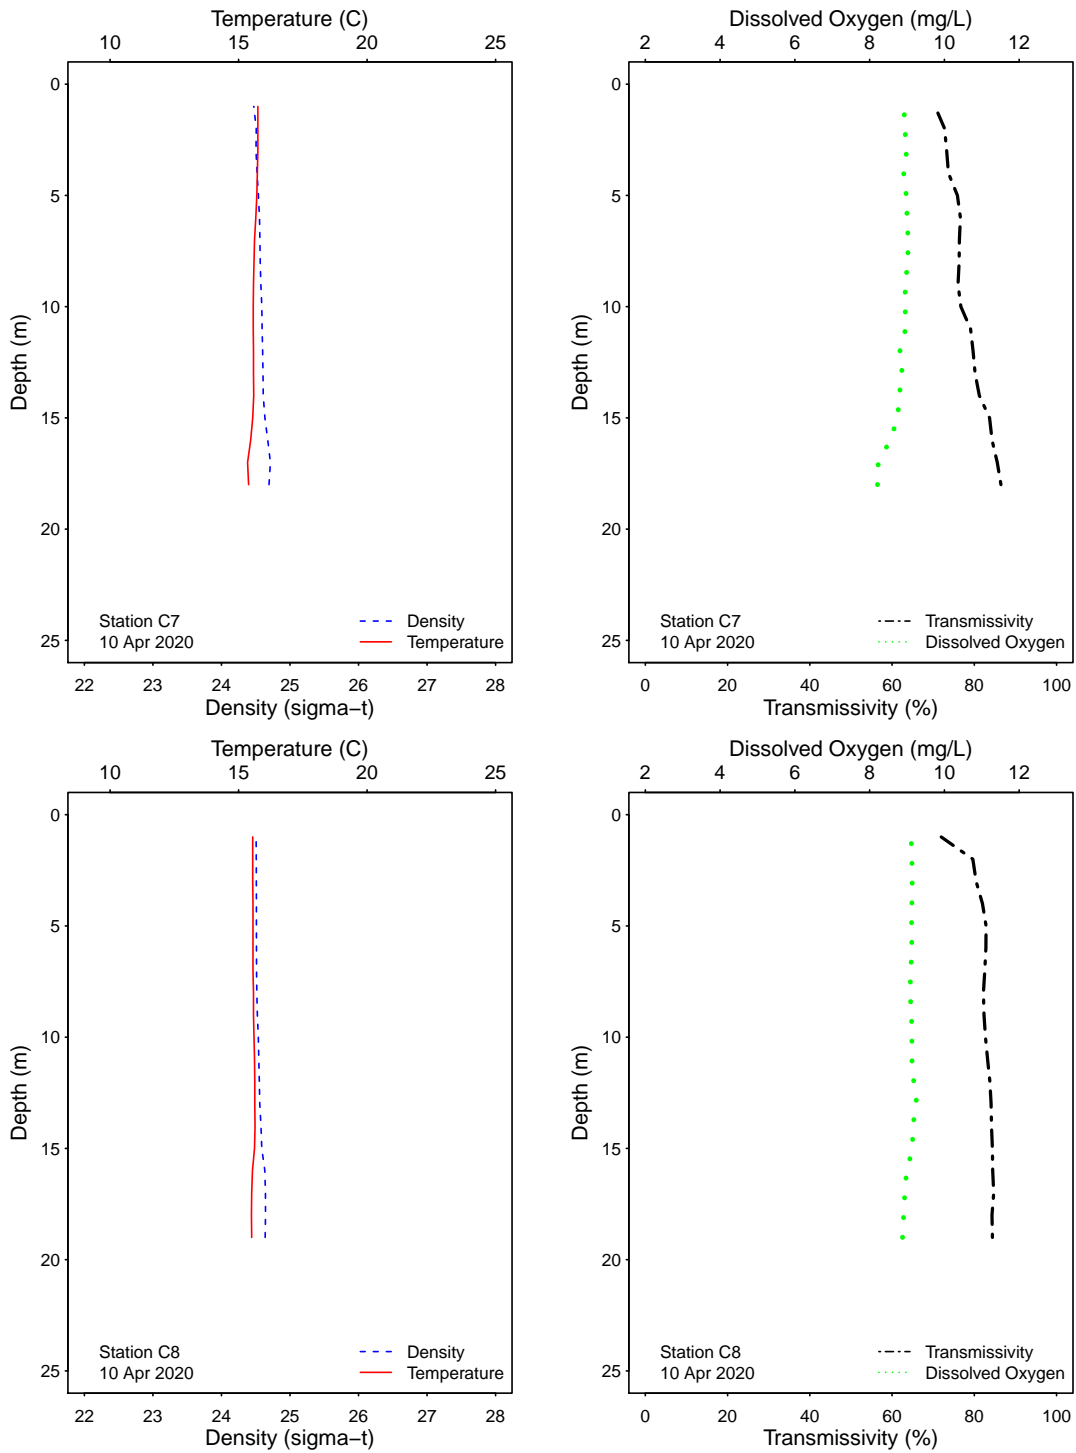 Temperature (C)
10 15 20 25
0
5
10
15
20
25
Depth (m)
Station C7
10 Apr 2020
Density
Temperature
22 23 24 25 26 27 28
Density (sigma−t)
Dissolved Oxygen (mg/L)
2 4 6 8 10 12
0
5
10
15
20
25
Depth (m)
Station C7
10 Apr 2020
Transmissivity
Dissolved Oxygen
0 20 40 60 80 100
Transmissivity (%)
Temperature (C)
10 15 20 25
0
5
10
15
20
25
Depth (m)
Station C8
10 Apr 2020
Density
Temperature
22 23 24 25 26 27 28
Density (sigma−t)
Dissolved Oxygen (mg/L)
2 4 6 8 10 12
0
5
10
15
20
25
Depth (m)
Station C8
10 Apr 2020
Transmissivity
Dissolved Oxygen
0 20 40 60 80 100
Transmissivity (%)